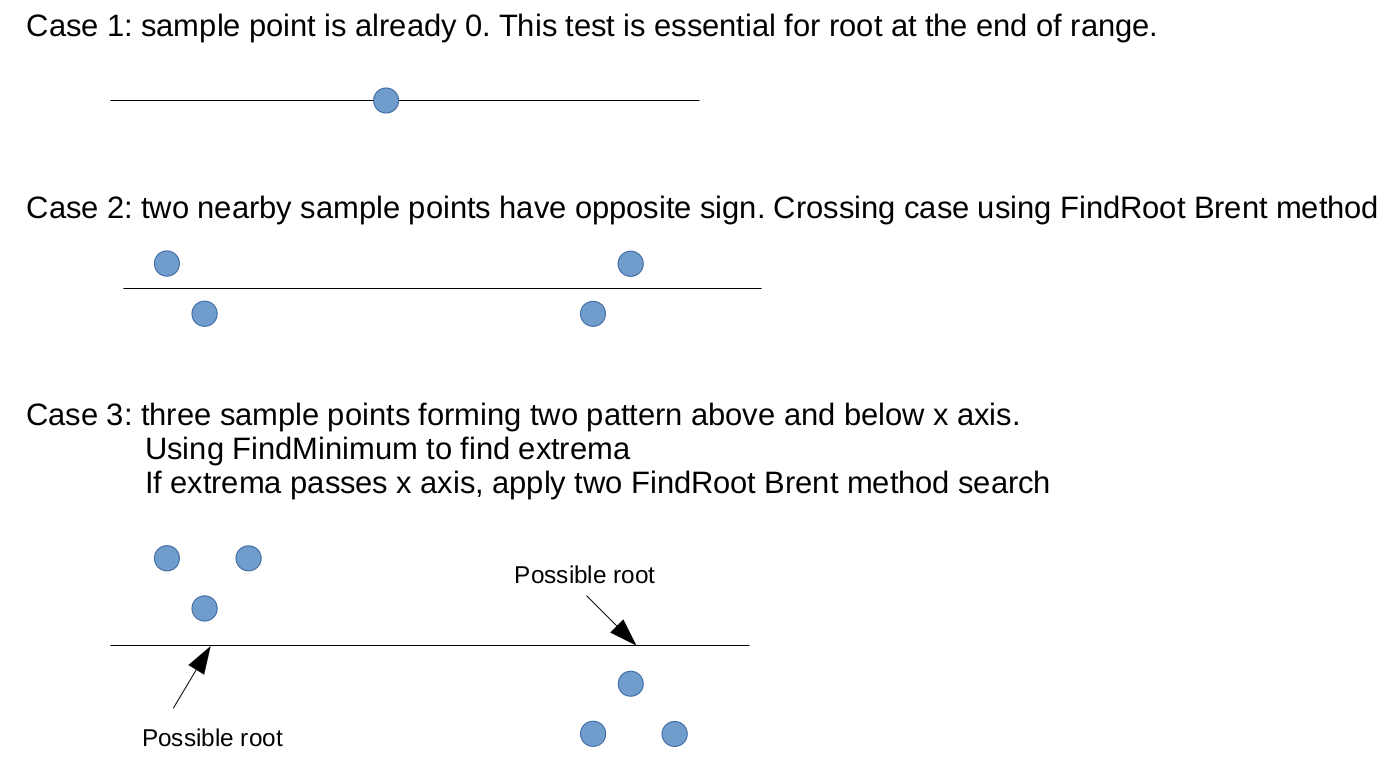 Case 1: sample point is already 0. This test is essential for root at the end of range.
Case 2: two nearby sample points have opposite sign. Crossing case using FindRoot Brent method
Case 3: three sample points forming two pattern above and below x axis.
Using FindMinimum to find extrema
If extrema passes x axis, apply two FindRoot Brent method search
Possible root
Possible root